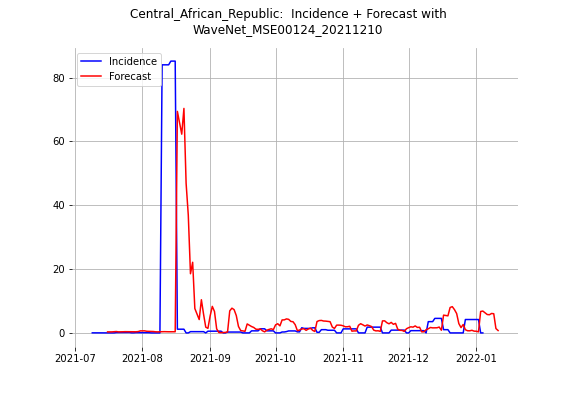 Central_African_Republic:  Incidence + Forecast with
WaveNet_MSE00124_20211210
Incidence
Forecast
80
60
40
20
0
2021-07 2021-08 2021-09 2021-10 2021-11 2021-12 2022-01